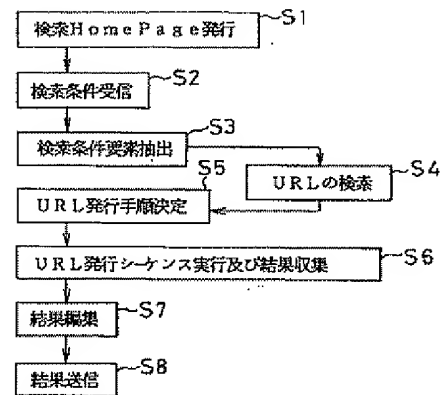 検索ＨｏｍｅＰａｇｅ発行
S1
検索条件受信
S2
検索条件要素抽出
S3
ＵＲＬの検索
S4
ＵＲＬ発行手順決定
S5
ＵＲＬ発行シーケンス実行及び結果収集
S6
結果編集
S7
結果送信
S8